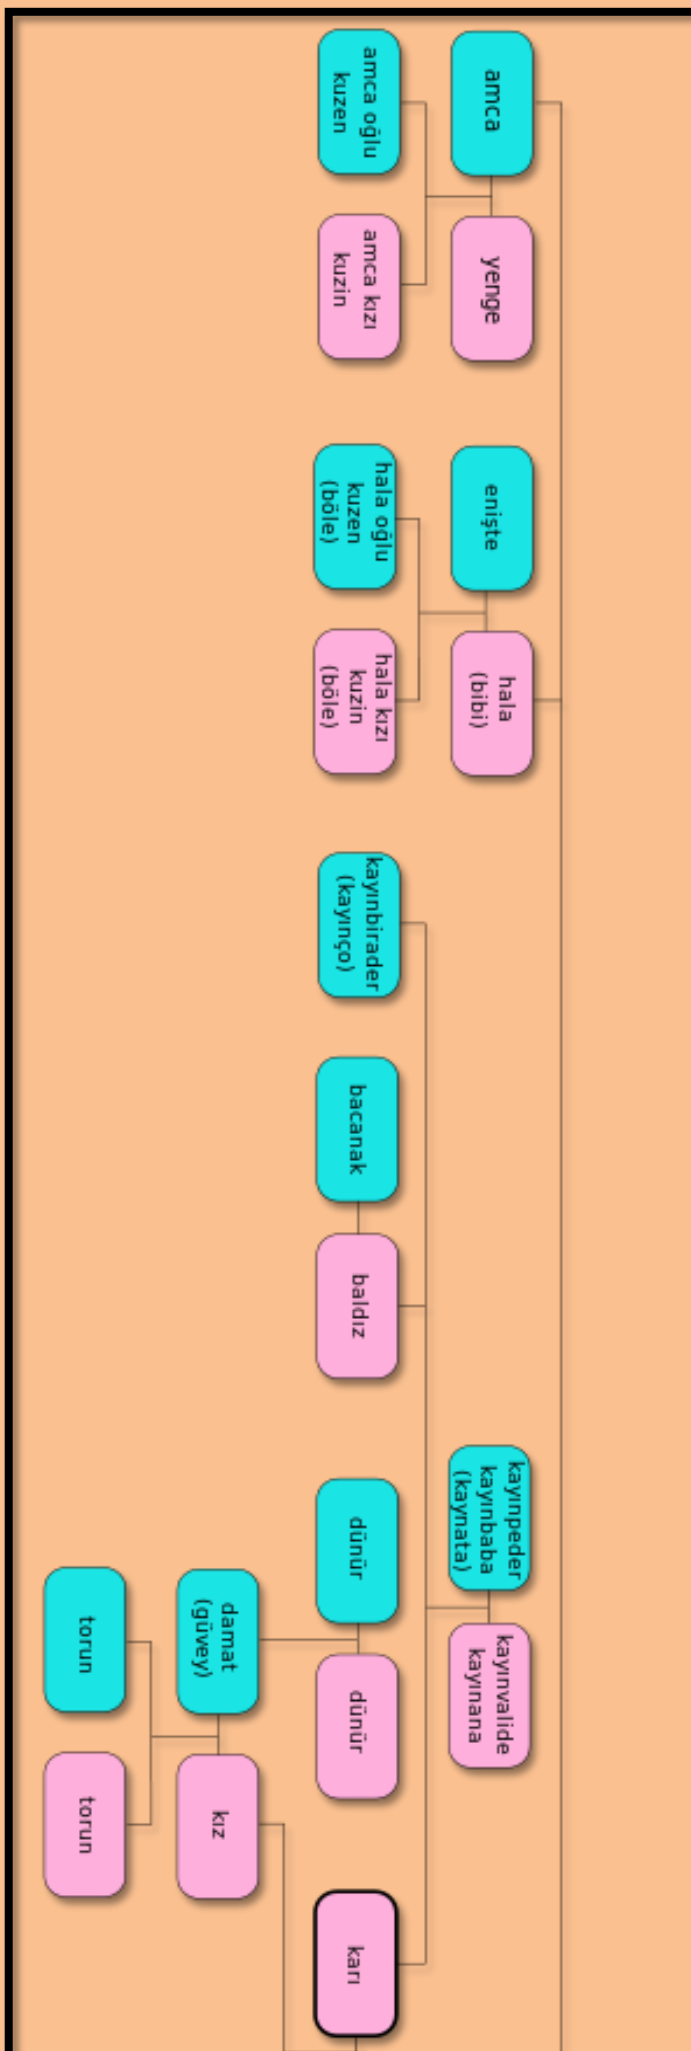 amca
yenge
amca oğlu
kuzen
amca kızı
kuzin
enişte
hala
(bibi)
hala oğlu
kuzen
(böle)
hala kızı
kuzin
(böle)
kayınbirader
(kayınço)
bacanak
baldız
kayınpeder
kayınbaba
(kaynata)
kayınvalide
kayınana
dünür
dünür
karı
damat
(güvey)
kız
torun
torun